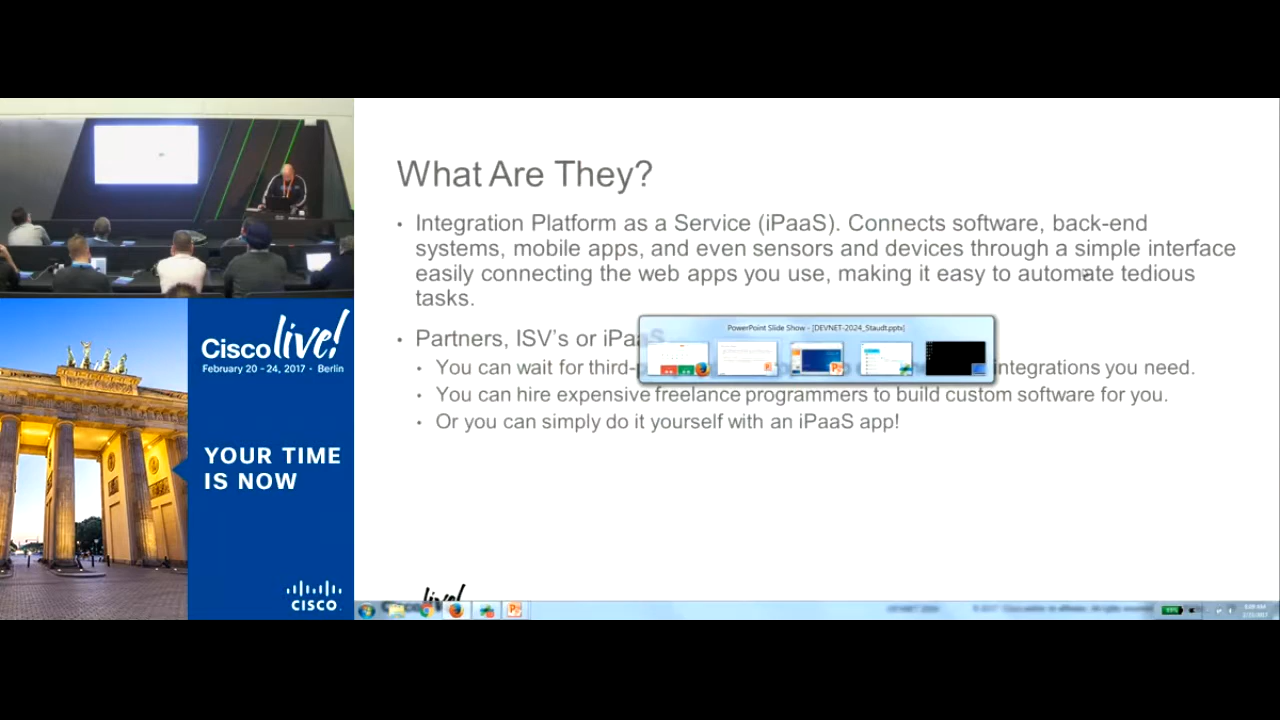 What Are They?
• Integration Platform as a Service (iPaaS). Connects software, back-end
systems, mobile apps, and even sensors and devices through a simple interface
easily connecting the web apps you use, making it easy to automate tedious
tasks.
• Partners, ISV's or iPaaS
PowerPoint Slide Show - [DEVNET-2024_Staudt.pptx]
• You can wait for third-p integrations you need.
• You can hire expensive freelance programmers to build custom software for you.
• Or you can simply do it yourself with an iPaaS app!
Cisco live!
February 20 - 24, 2017 • Berlin
YOUR TIME
IS NOW
CISCO
live!